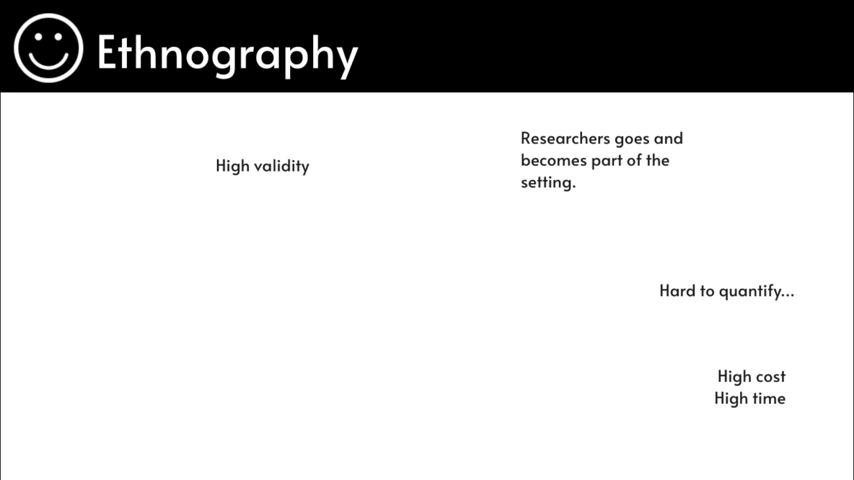 Ethnography
High validity
Researchers goes and
becomes part of the
setting.
Hard to quantify...
High cost
High time